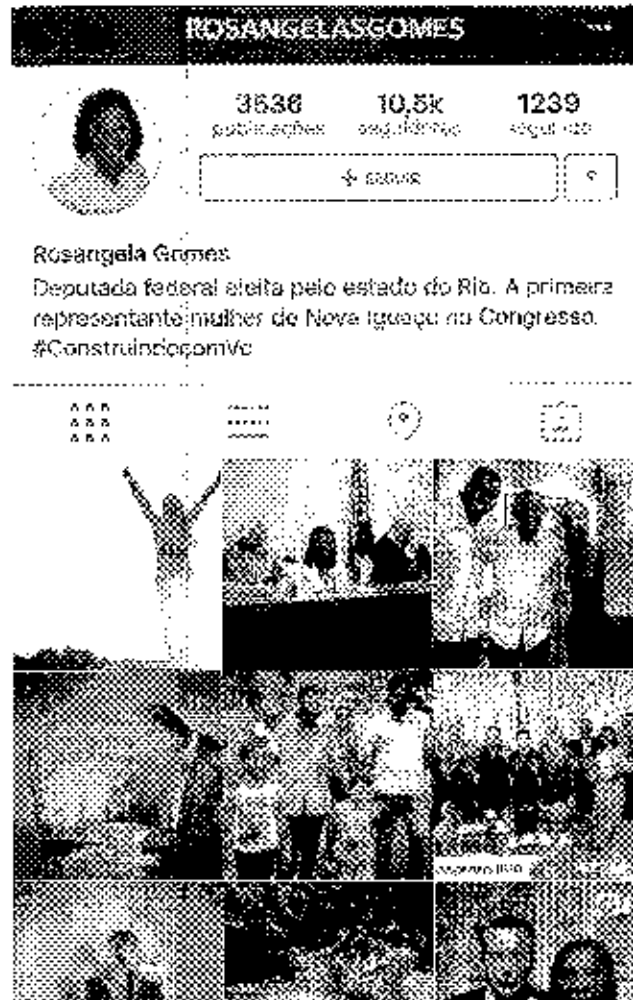 ROSANGELASGOMES
3636 10,5k 1239
publicações seguidores seguindo
+ SEGUIR
Rosangela Gomes
Deputada federal eleita pelo estado do Rio. A primeira
representante mulher de Nova Iguaçu no Congresso.
#ConstruindocomVc